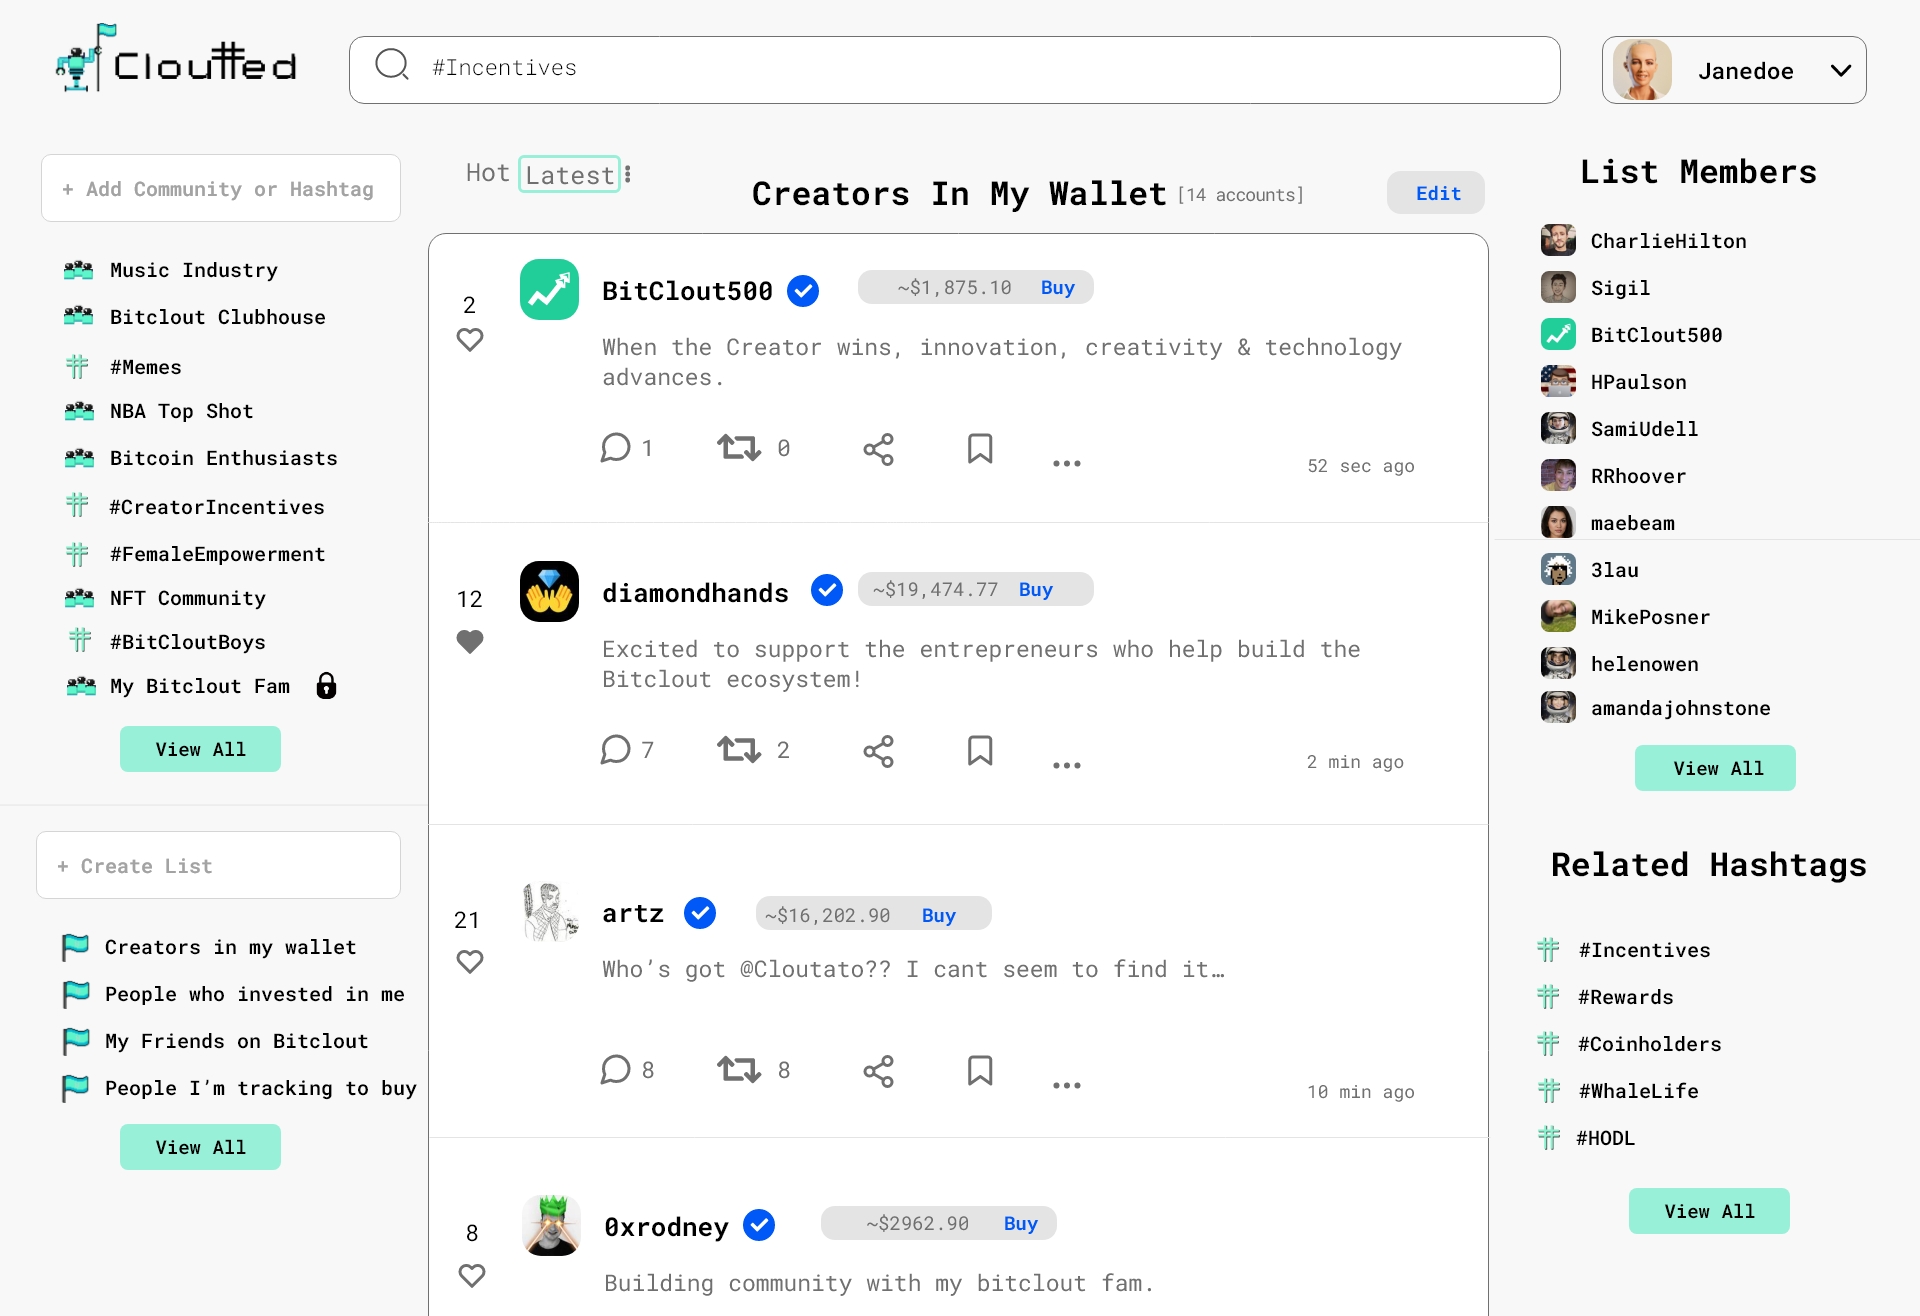 Cloutted
#Incentives
Janedoe
+ Add Community or Hashtag
Music Industry
Bitclout Clubhouse
#Memes
NBA Top Shot
Bitcoin Enthusiasts
#CreatorIncentives
#FemaleEmpowerment
NFT Community
#BitCloutBoys
My Bitclout Fam
View All
+ Create List
Creators in my wallet
People who invested in me
My Friends on Bitclout
People I’m tracking to buy
View All
Hot Latest
Creators In My Wallet [14 accounts]
Edit
2
BitClout500 ~$1,875.10 Buy
When the Creator wins, innovation, creativity & technology
advances.
1 0
52 sec ago
12
diamondhands ~$19,474.77 Buy
Excited to support the entrepreneurs who help build the
Bitclout ecosystem!
7 2
2 min ago
21
artz ~$16,202.90 Buy
Who’s got @Cloutato?? I cant seem to find it…
8 8
10 min ago
8
0xrodney ~$2962.90 Buy
Building community with my bitclout fam.
List Members
CharlieHilton
Sigil
BitClout500
HPaulson
SamiUdell
RRhoover
maebeam
3lau
MikePosner
helenowen
amandajohnstone
View All
Related Hashtags
#Incentives
#Rewards
#Coinholders
#WhaleLife
#HODL
View All